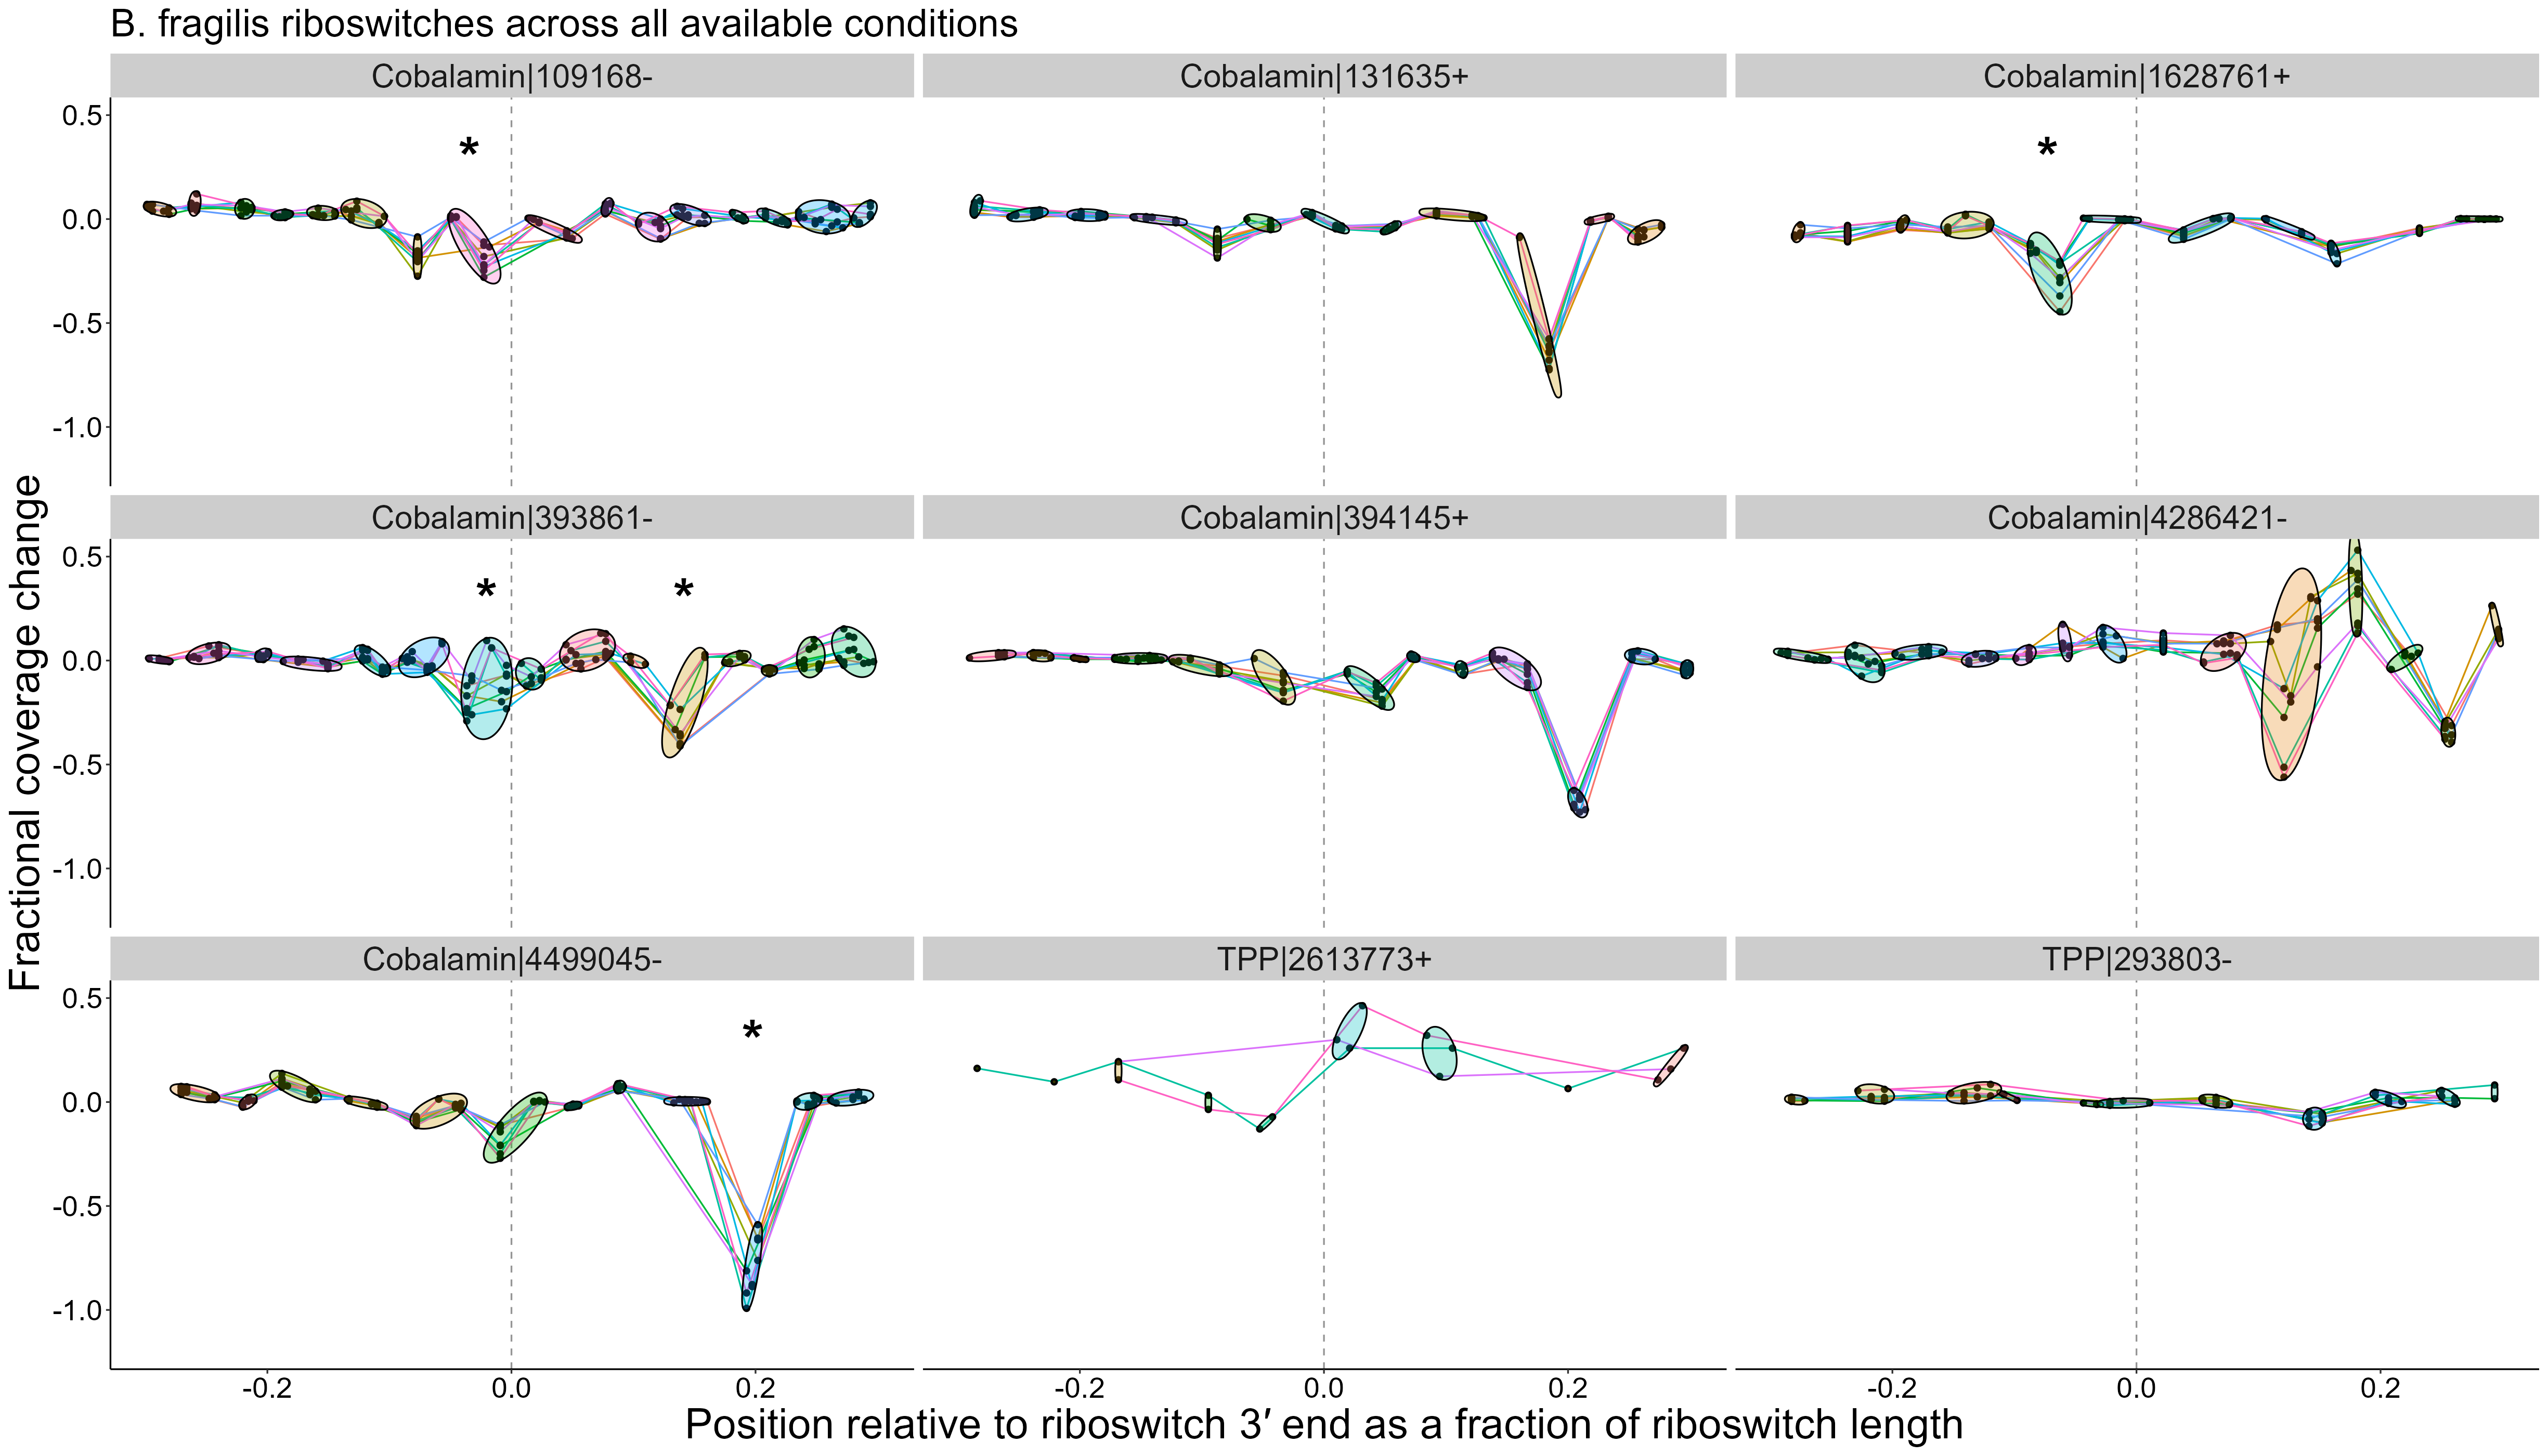 B. fragilis riboswitches across all available conditions
Cobalamin|109168-
Cobalamin|131635+
Cobalamin|1628761+
0.5
0.0
-0.5
-1.0
*
*
Cobalamin|393861-
Cobalamin|394145+
Cobalamin|4286421-
0.5
0.0
-0.5
-1.0
*
*
Cobalamin|4499045-
TPP|2613773+
TPP|293803-
0.5
0.0
-0.5
-1.0
*
-0.2
0.0
0.2
-0.2
0.0
0.2
-0.2
0.0
0.2
Fractional coverage change
Position relative to riboswitch 3′ end as a fraction of riboswitch length